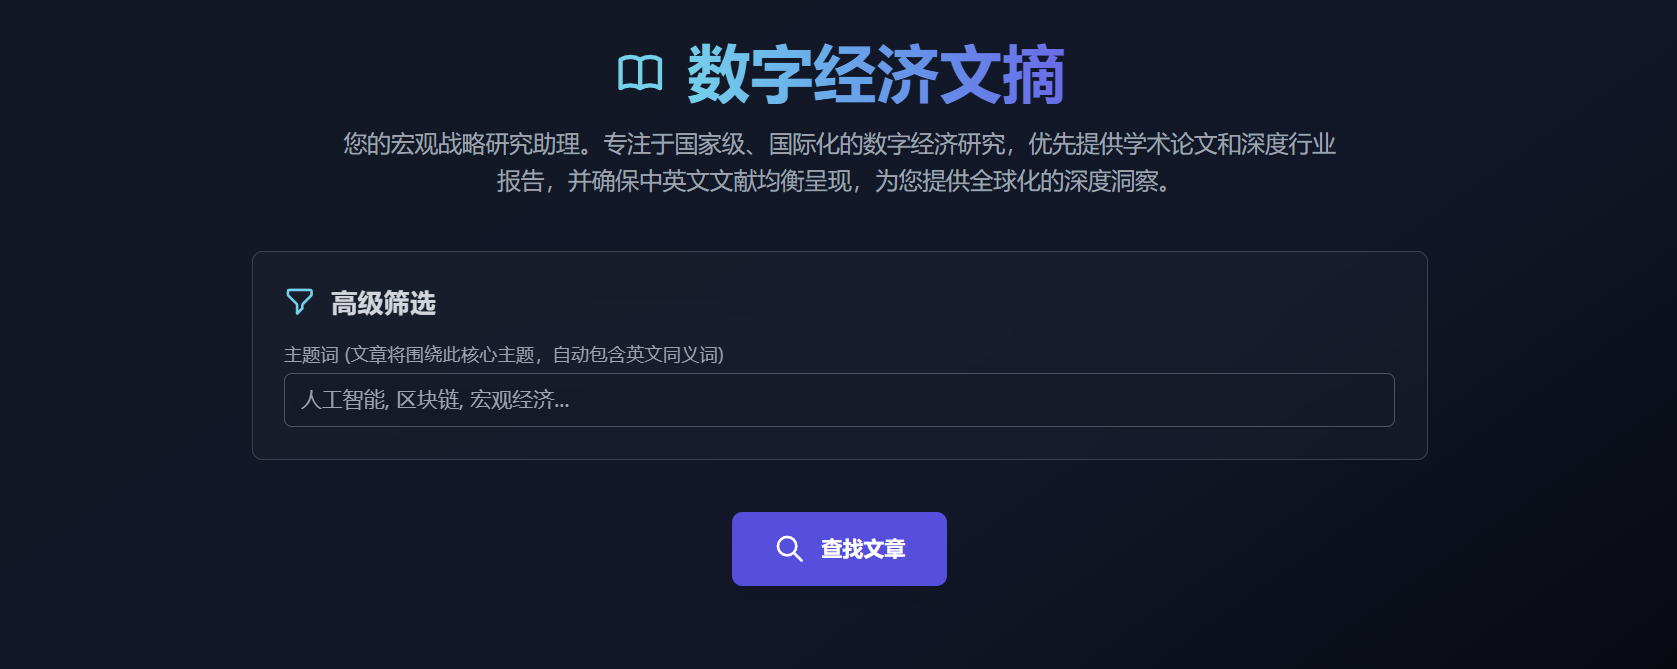 数字经济文摘
您的宏观战略研究助理。专注于国家级、国际化的数字经济研究，优先提供学术论文和深度行业
报告，并确保中英文文献均衡呈现，为您提供全球化的深度洞察。
高级筛选
主题词 (文章将围绕此核心主题，自动包含英文同义词)
人工智能, 区块链, 宏观经济...
查找文章